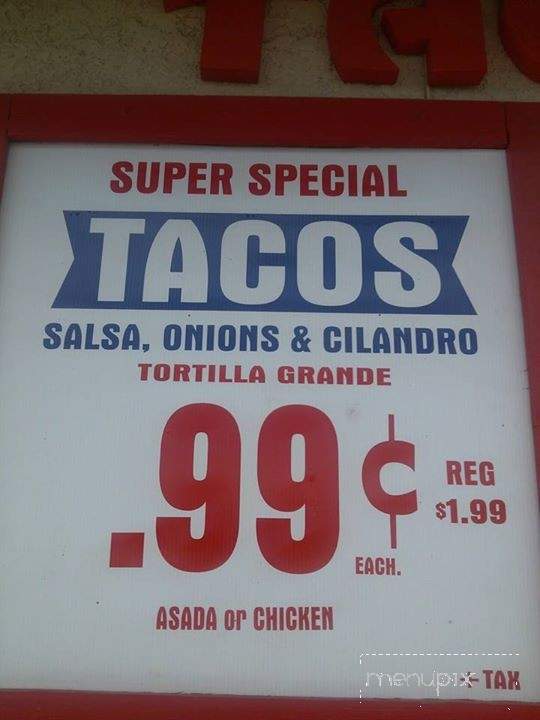 SUPER SPECIAL
TACOS
SALSA, ONIONS & CILANDRO
TORTILLA GRANDE
.99¢
EACH.
REG
$1.99
ASADA or CHICKEN
menupix
+ TAX